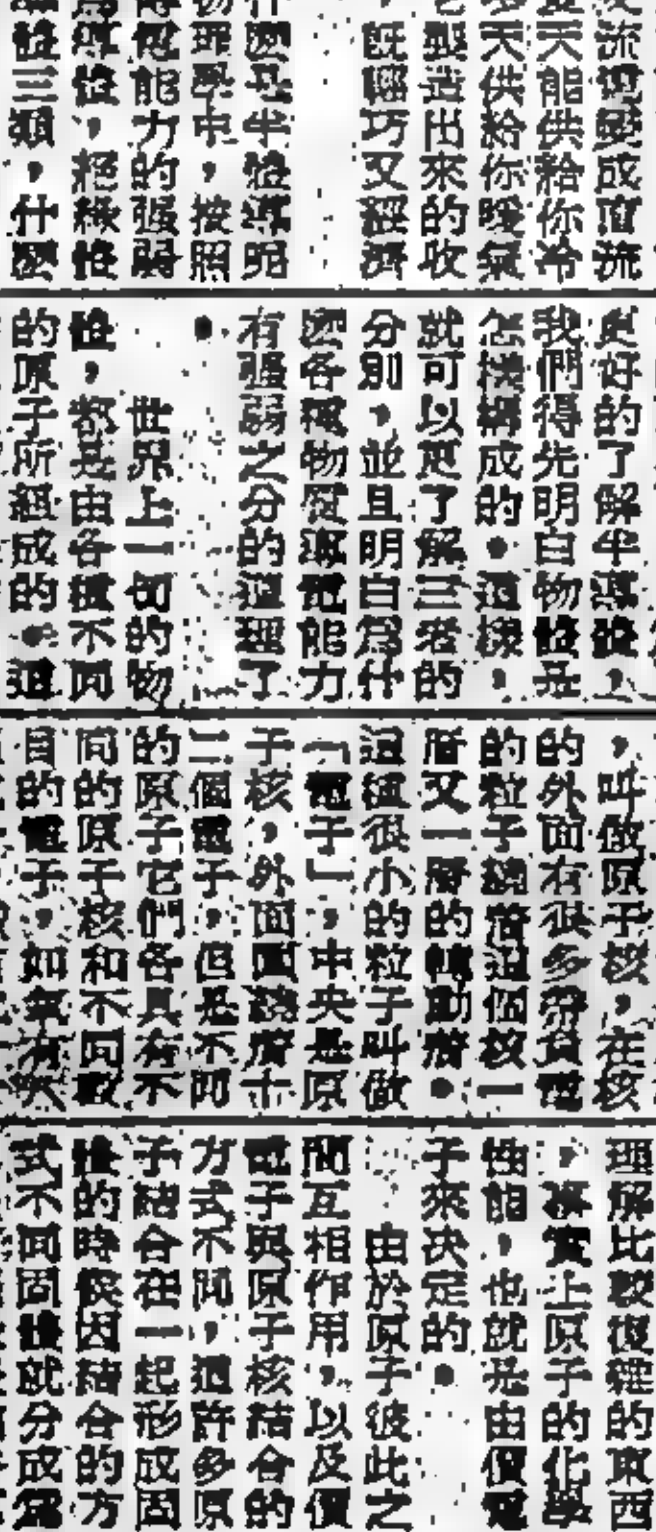 流電變成直流
夏天能供給你冷
多天供給你暖氣
製造出來的收
既輕巧又經濟
什麼是半導體呢
物理學中，按照
導電能力的强弱
為導體，絕緣體
導體三類，什麼
更好的了解半導體，
我們得先明白物體是
怎樣構成的。這樣，
就可以更了解三者的
分別，並且明白為什
麼各種物質導電能力
有强弱之分的道理了
。
世界上一切的物
體，都是由各種不同
的原子所組成的。這
，叫做原子核，在核
的外面有很多帶負電
的粒子繞着這個核一
層又一層的轉動着。
這種很小的粒子叫做
「電子」，中央是原
子核，外面圍繞着十
二個電子，但是不同
的原子它們各具有不
同的原子核和不同數
目的電子，如氧有
理解比較複雜的東西
，事實上原子的化學
性能，也就是由價電
子來決定的。
由於原子彼此之
間互相作用，以及價
電子與原子核結合的
方式不同，這許多原
子結合在一起形成固
體的時候因結合的方
式不同固體就分成為